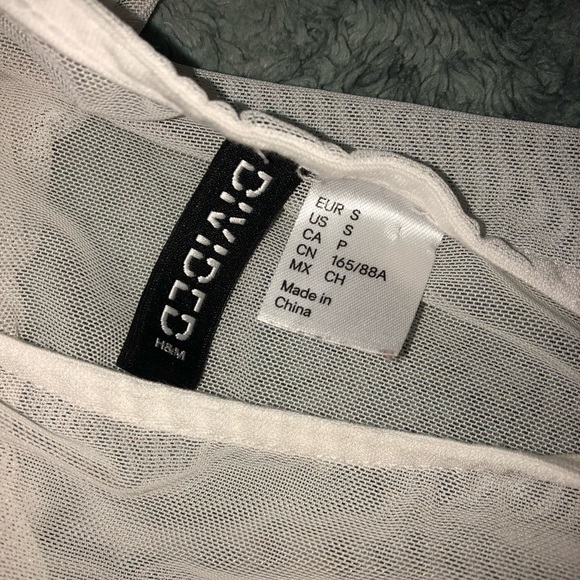 DIVIDED
H&M
EUR S
US S
CA P
CN 165/88A
MX CH
Made in
China